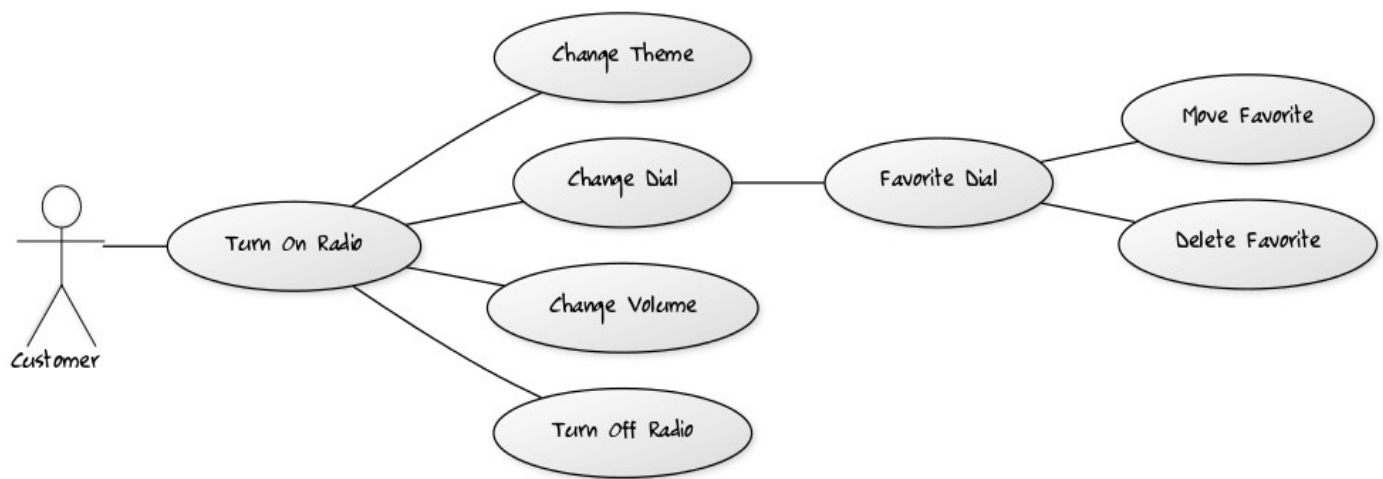 Change Theme
Move Favorite
Change Dial
Favorite Dial
Turn On Radio
Delete Favorite
Change Volume
Customer
Turn Off Radio